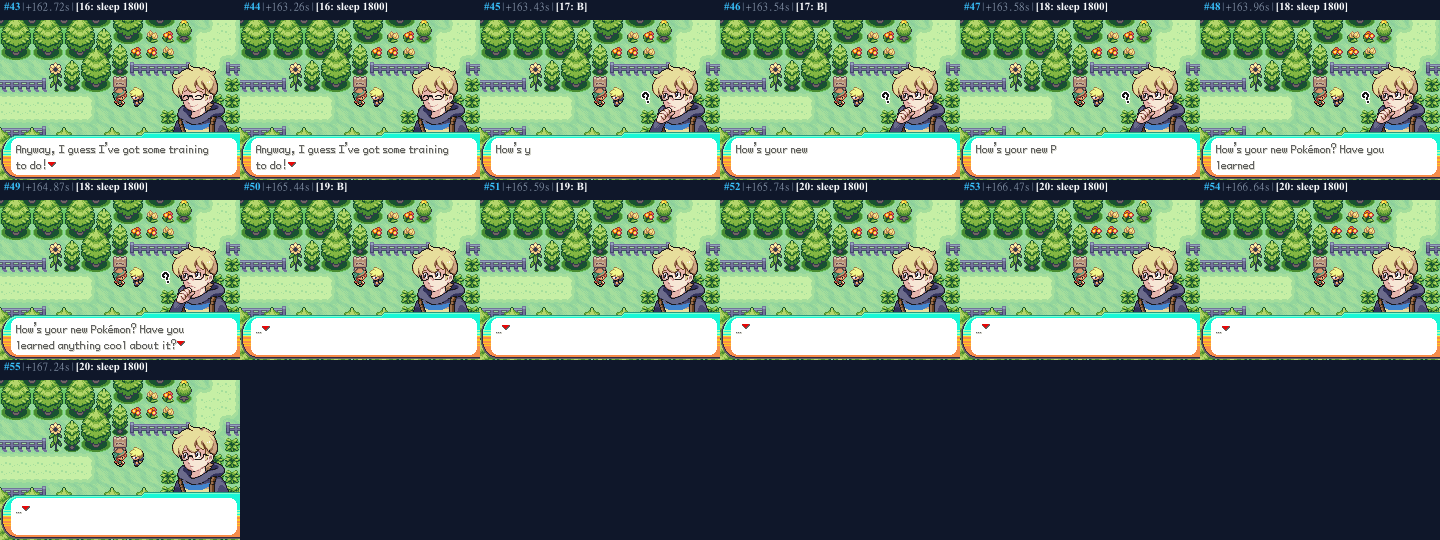 #43|+162.72s|[16: sleep 1800]
#44|+163.26s|[16: sleep 1800]
#45|+163.43s|[17: B]
#46|+163.54s|[17: B]
#47|+163.58s|[18: sleep 1800]
#48|+163.96s|[18: sleep 1800]
Anyway, I guess I've got some training
to do!
Anyway, I guess I've got some training
to do!
How's y
How's your new
How's your new P
How's your new Pokémon? Have you
learned
#49|+164.87s|[18: sleep 1800]
#50|+165.44s|[19: B]
#51|+165.59s|[19: B]
#52|+165.74s|[20: sleep 1800]
#53|+166.47s|[20: sleep 1800]
#54|+166.64s|[20: sleep 1800]
?
?
?
?
How's your new Pokémon? Have you
learned anything cool about it?
…
…
…
…
…
#55|+167.24s|[20: sleep 1800]
…